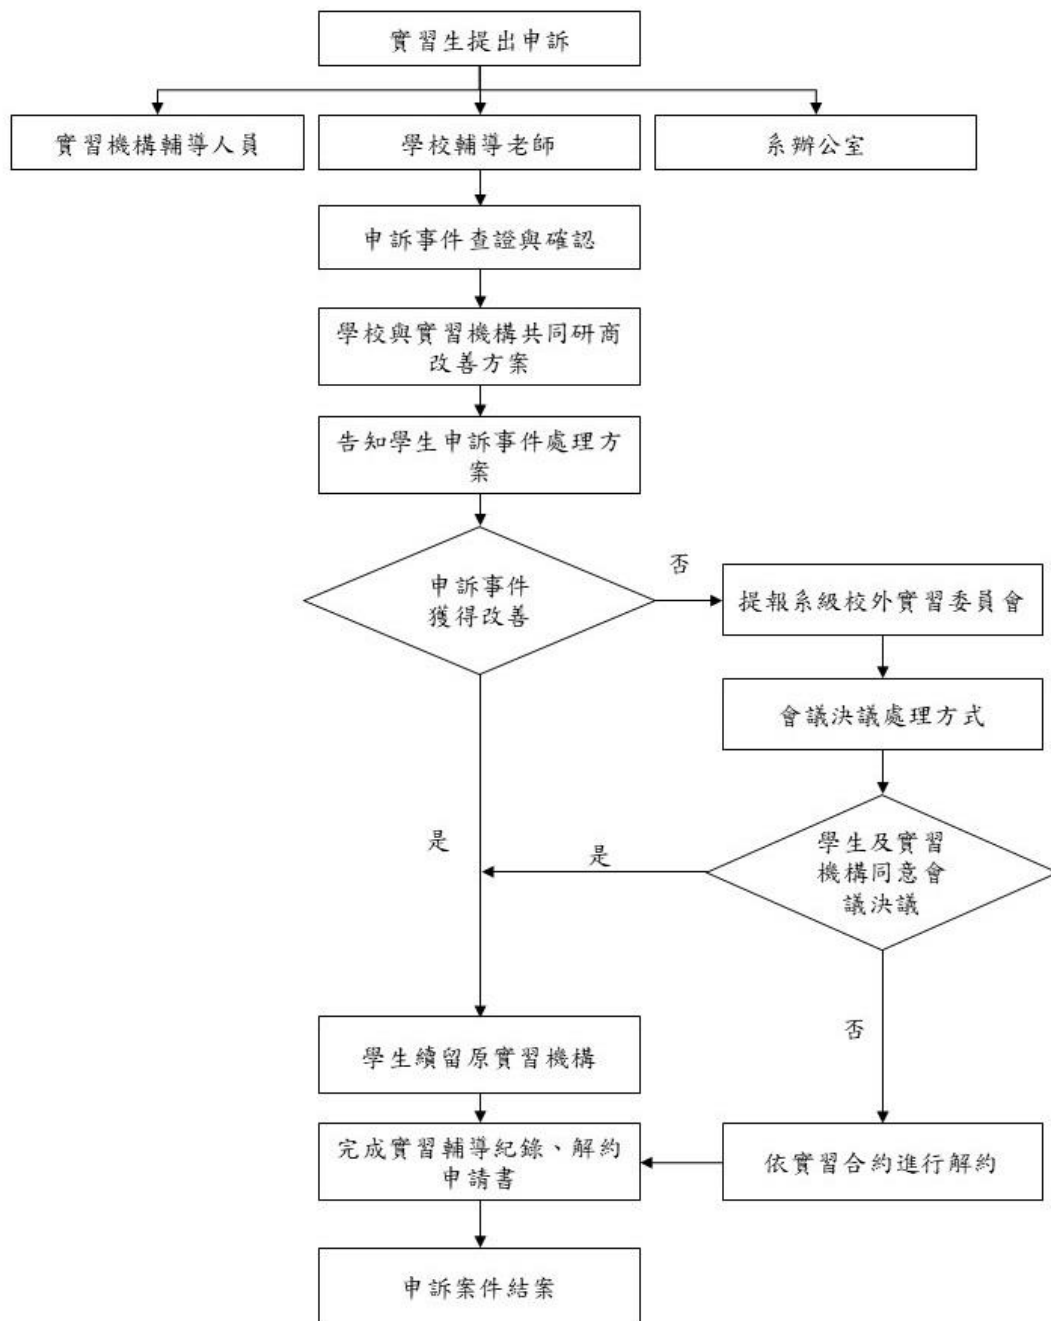 實習生提出申訴
實習機構輔導人員
學校輔導老師
系辦公室
申訴事件查證與確認
學校與實習機構共同研商
改善方案
告知學生申訴事件處理方
案
申訴事件
獲得改善
否
提報系級校外實習委員會
會議決議處理方式
學生及實習
機構同意會
議決議
是
是
否
學生續留原實習機構
完成實習輔導紀錄、解約
申請書
依實習合約進行解約
申訴案件結案